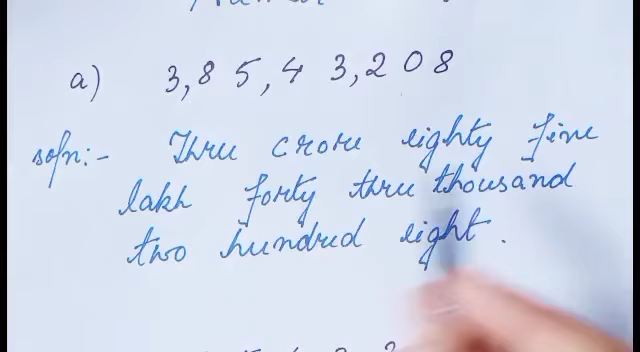 a) 3,85,43,208
soln:- Three crore eighty five
lakh forty three thousand
two hundred eight.